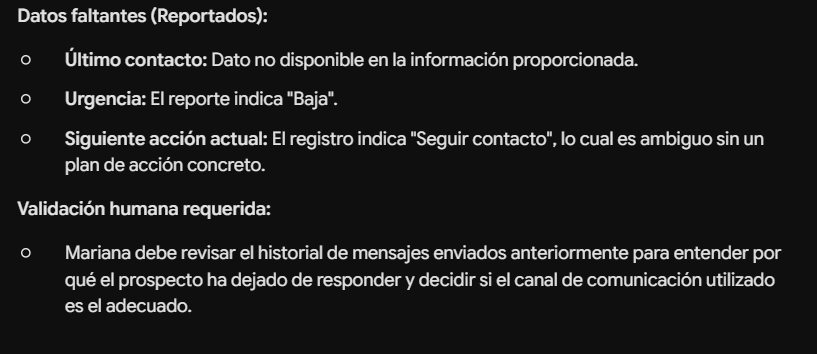 Datos faltantes (Reportados):
Último contacto: Dato no disponible en la información proporcionada.
Urgencia: El reporte indica "Baja".
Siguiente acción actual: El registro indica "Seguir contacto", lo cual es ambiguo sin un
plan de acción concreto.
Validación humana requerida:
Mariana debe revisar el historial de mensajes enviados anteriormente para entender por
qué el prospecto ha dejado de responder y decidir si el canal de comunicación utilizado
es el adecuado.